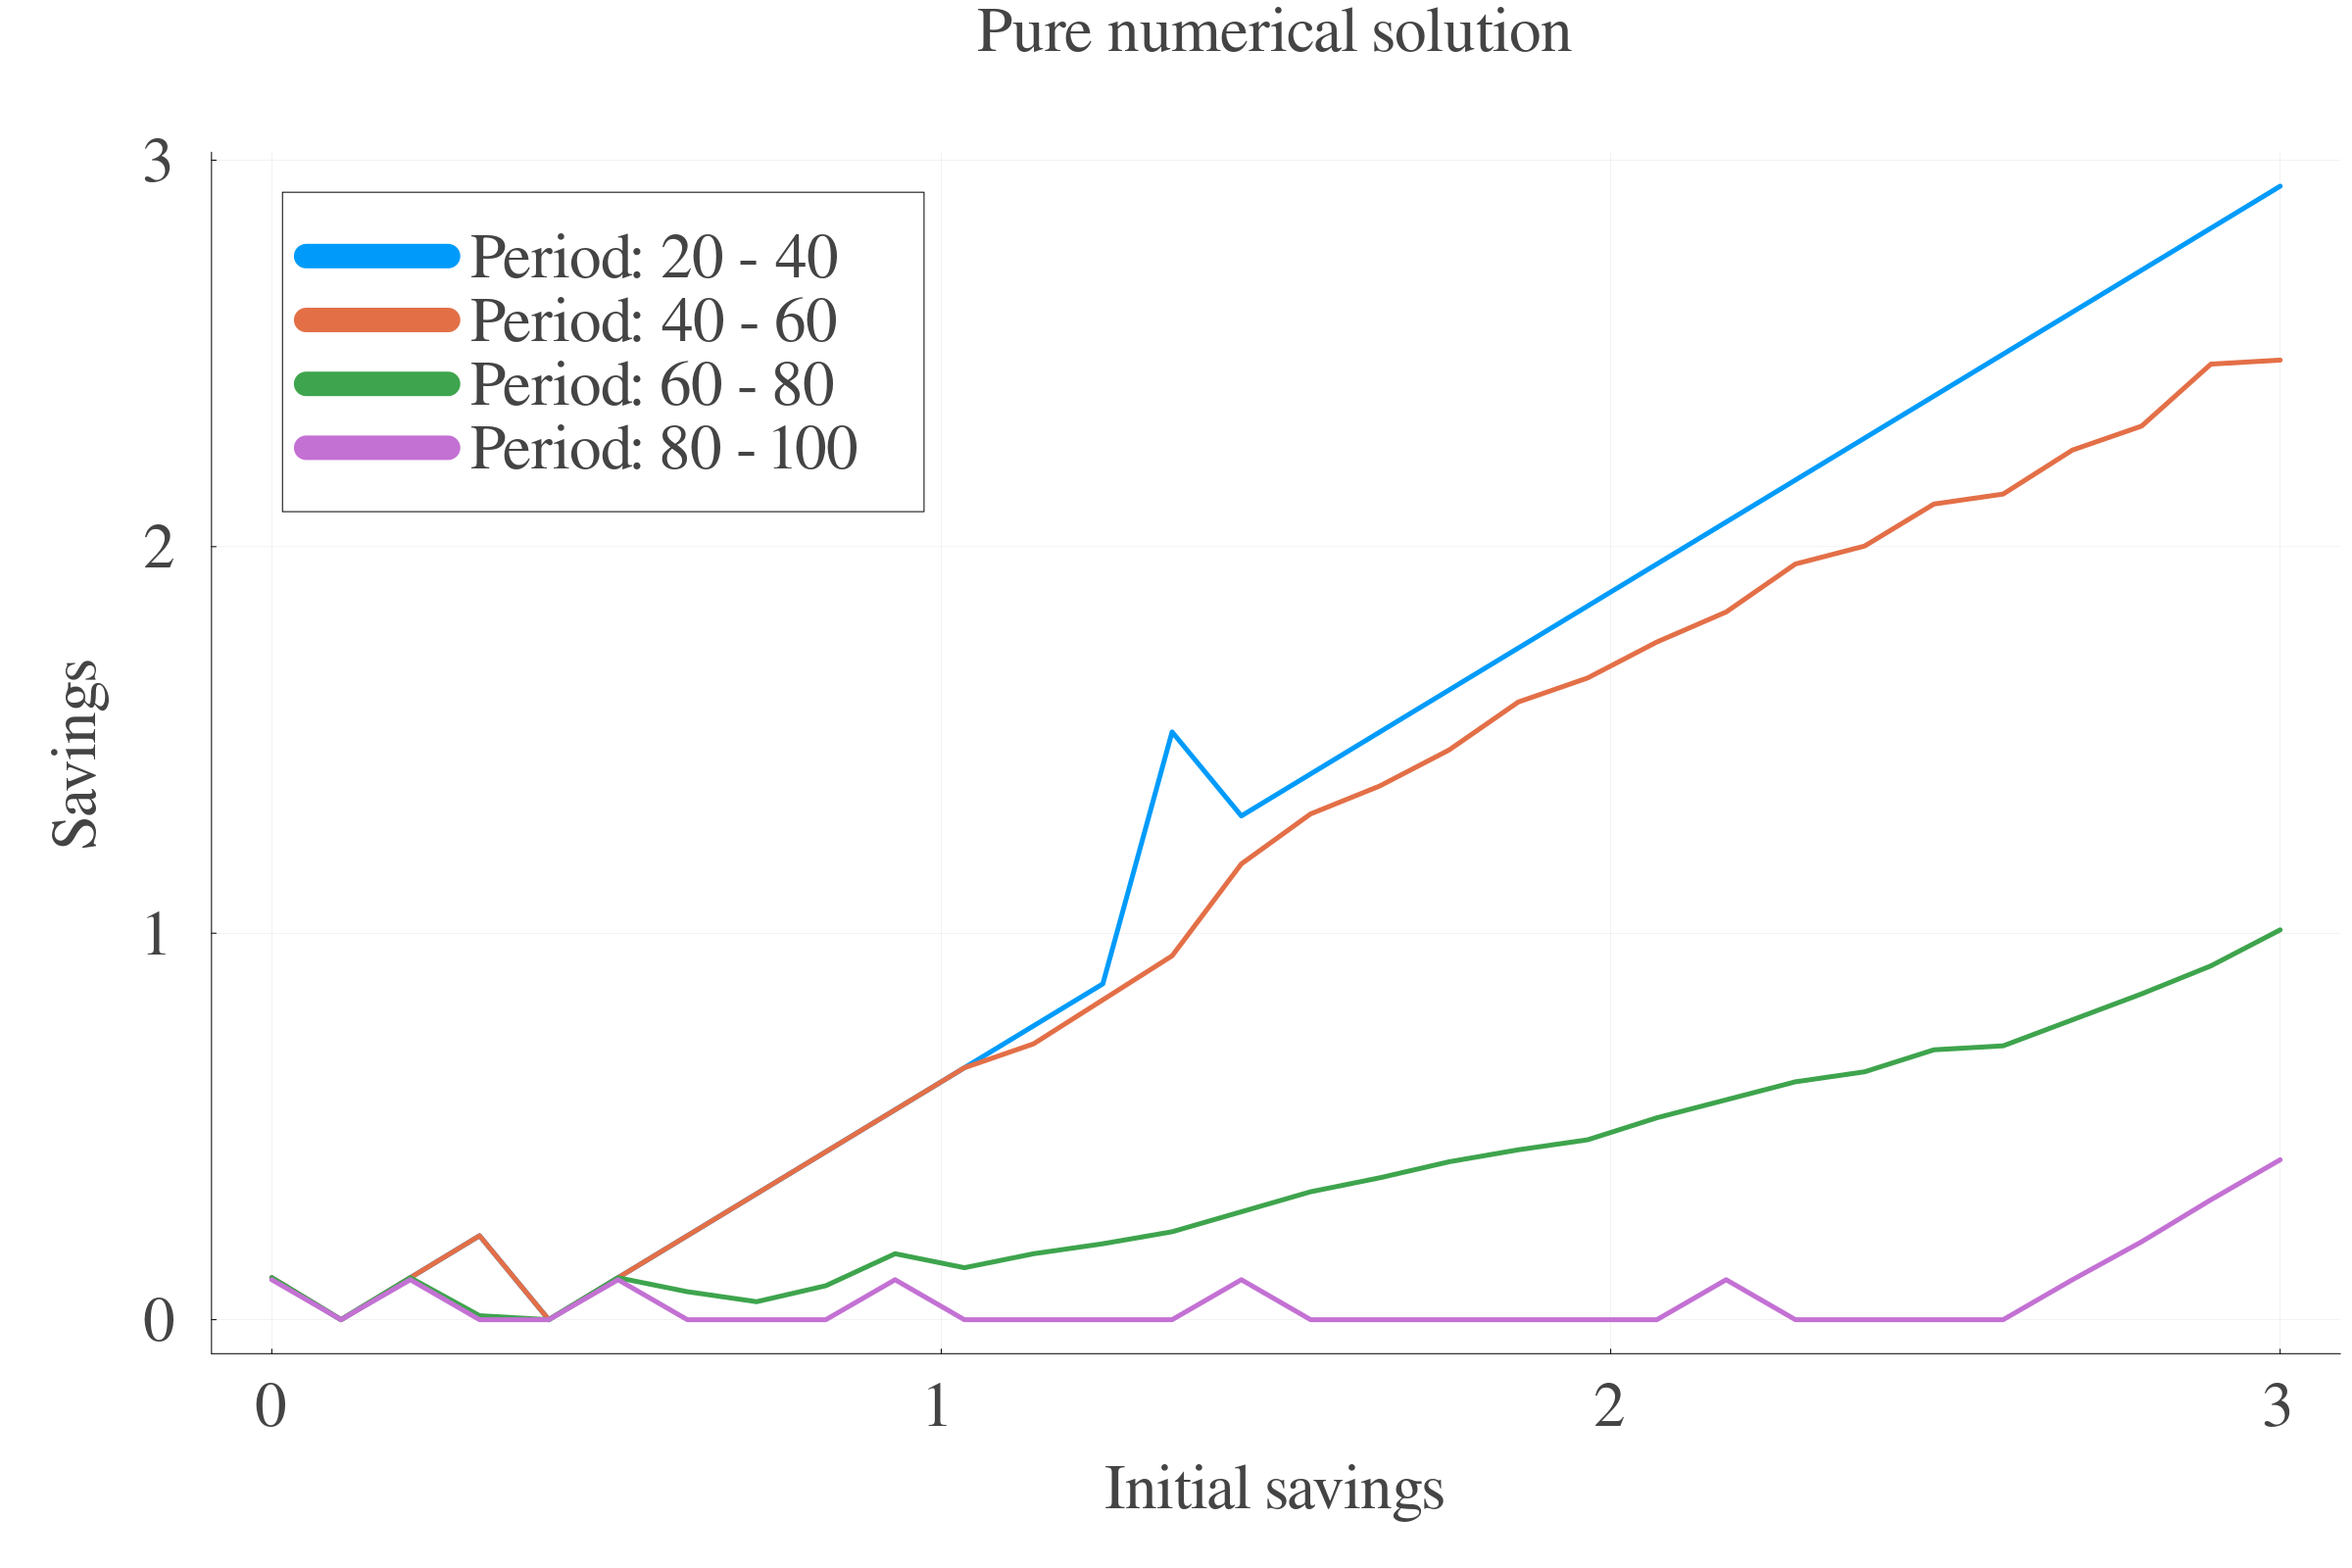 Pure numerical solution
3
Period: 20 - 40
Period: 40 - 60
Period: 60 - 80
Period: 80 - 100
2
Savings
1
0
0 1 2 3
Initial savings